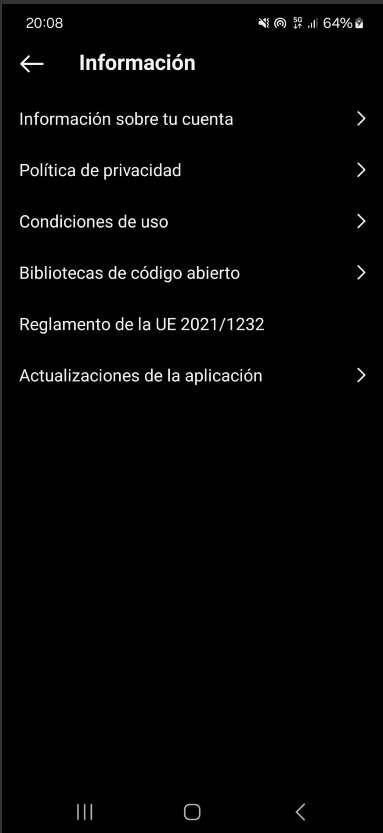 20:08
5G
64%
Información
Información sobre tu cuenta
Política de privacidad
Condiciones de uso
Bibliotecas de código abierto
Reglamento de la UE 2021/1232
Actualizaciones de la aplicación